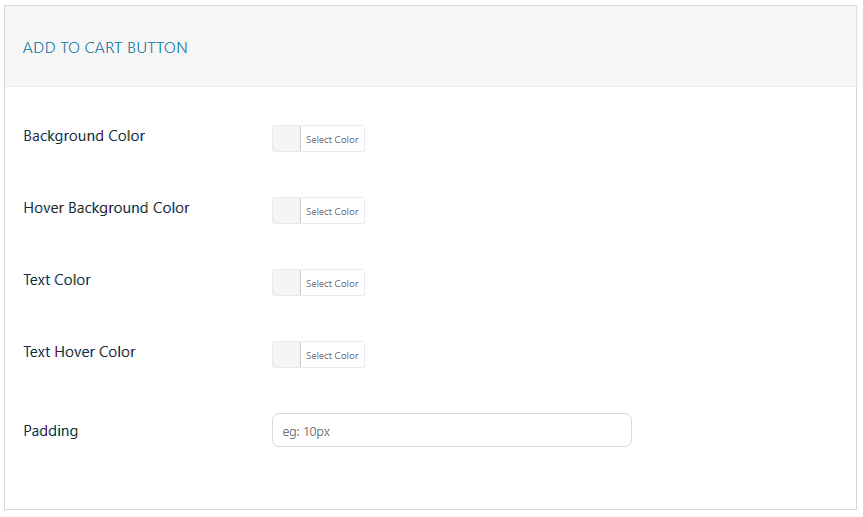 ADD TO CART BUTTON
Background Color
Select Color
Hover Background Color
Select Color
Text Color
Select Color
Text Hover Color
Select Color
Padding
eg: 10px